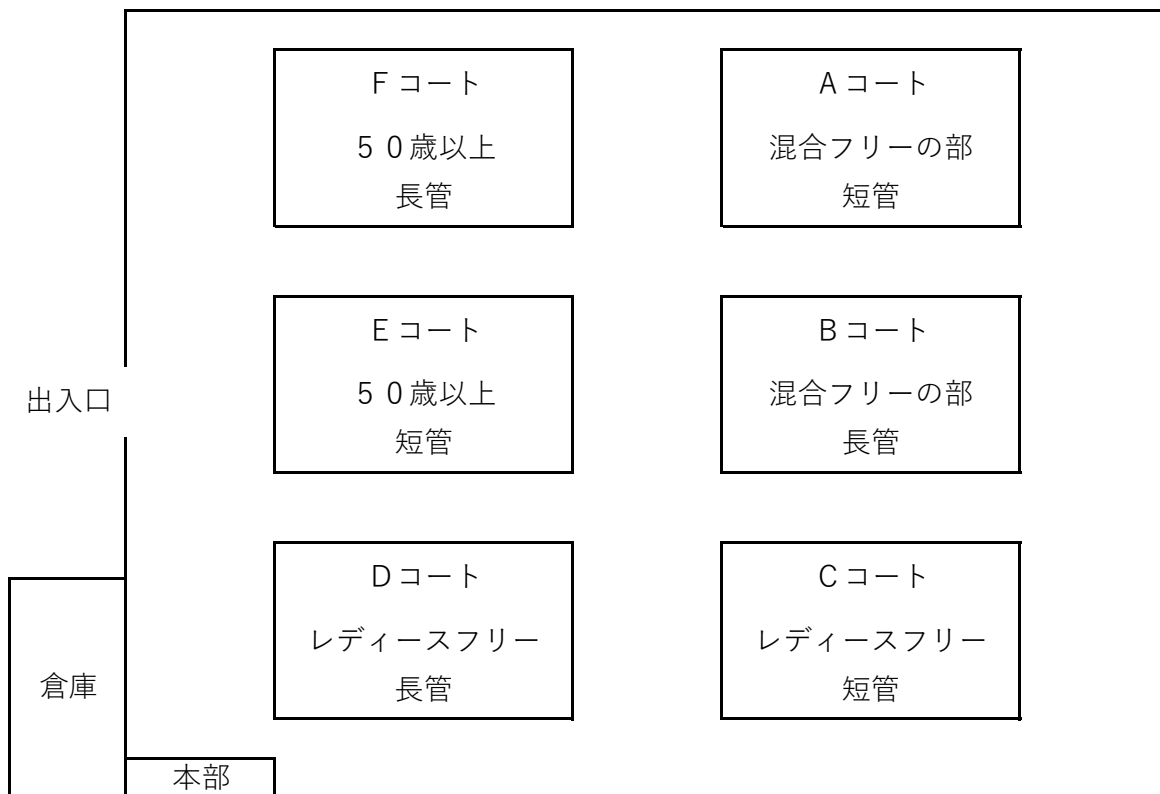 Fコート
５０歳以上
長管
Aコート
混合フリーの部
短管
Eコート
５０歳以上
短管
Bコート
混合フリーの部
長管
出入口
Dコート
レディースフリー
長管
Cコート
レディースフリー
短管
倉庫
本部